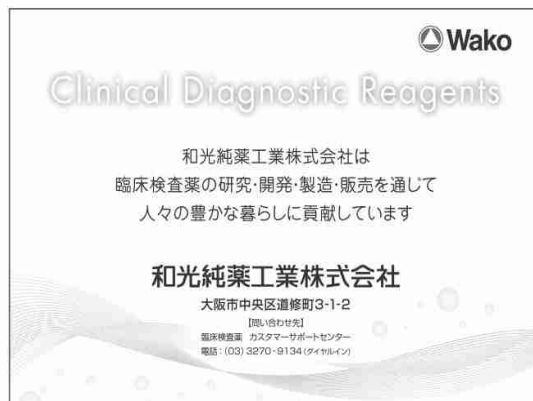 Wako
Clinical Diagnostic Reagents
和光純薬工業株式会社は
臨床検査薬の研究・開発・製造・販売を通じて
人々の豊かな暮らしに貢献しています
和光純薬工業株式会社
大阪市中央区道修町3-1-2
【問い合わせ先】
臨床検査薬 カスタマーサポートセンター
電話：(03) 3270-9134(ダイヤルイン)